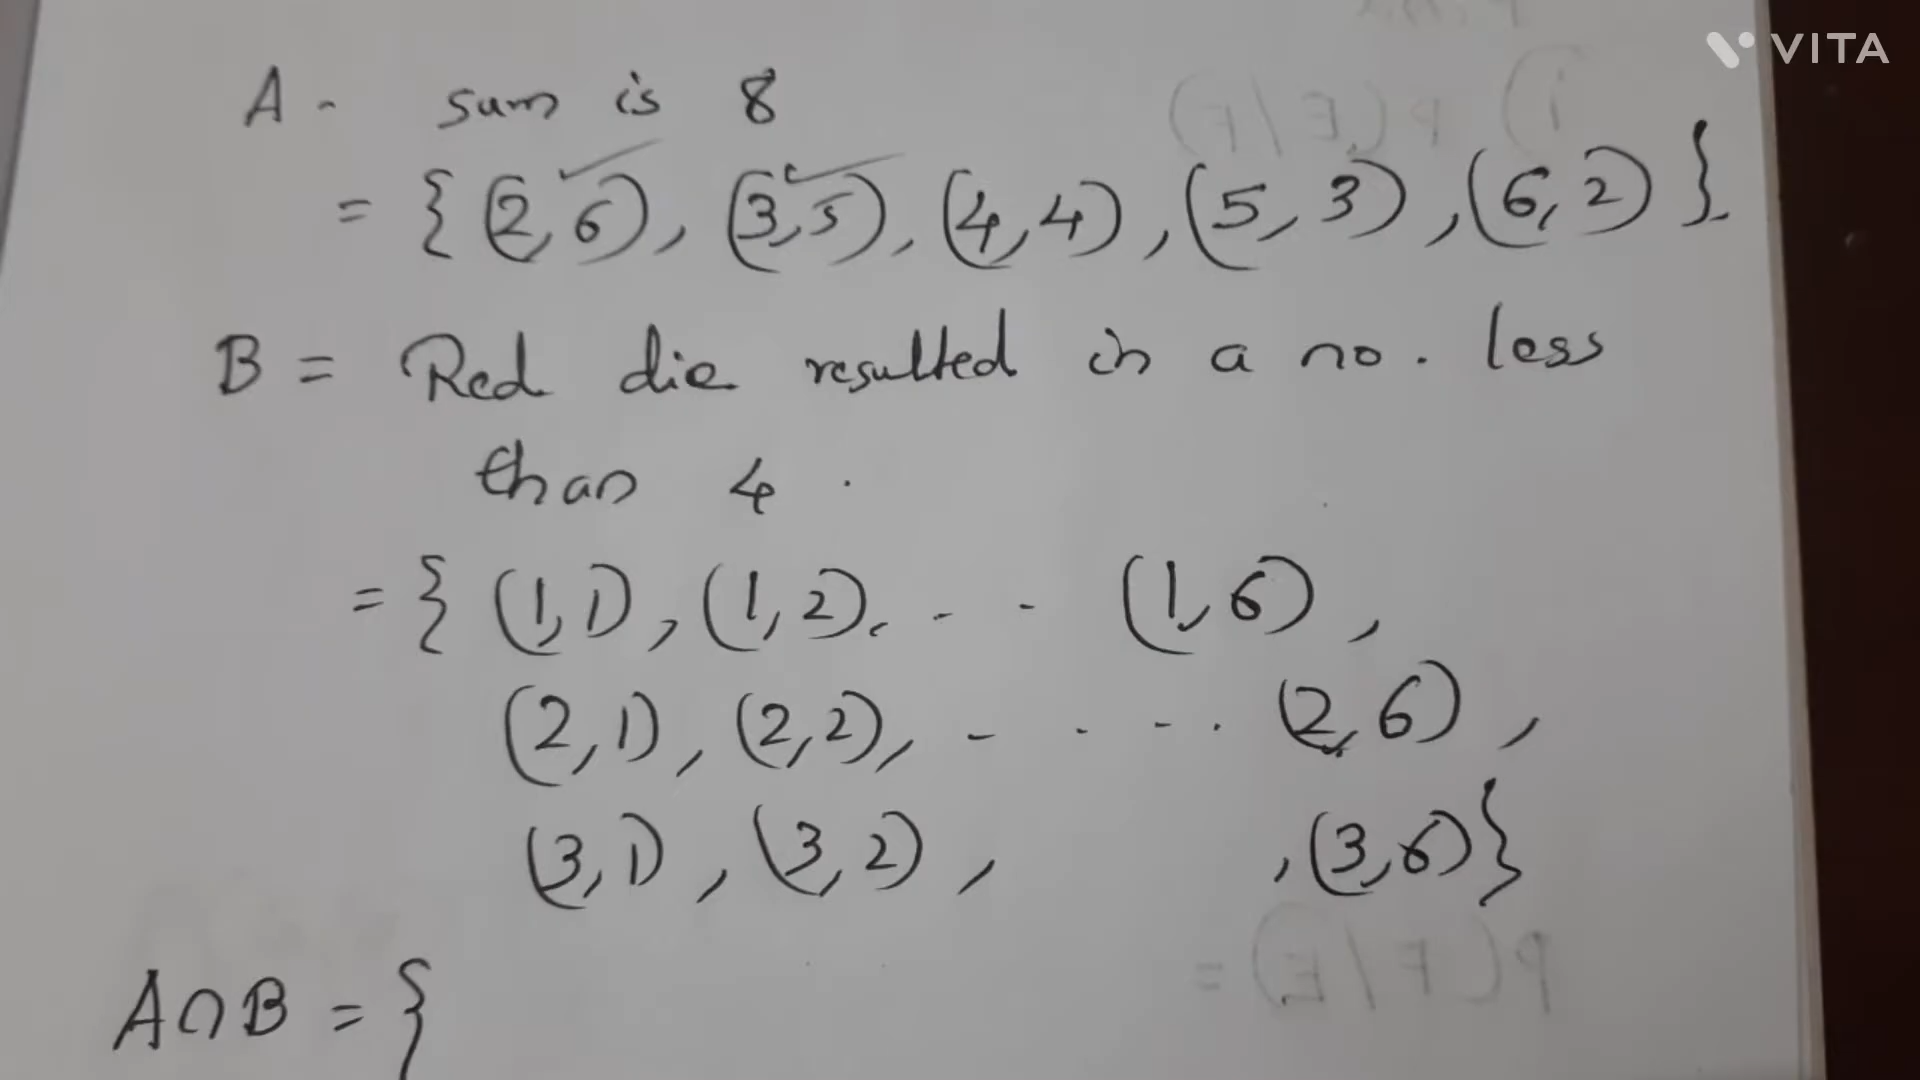 VITA
A - sum is 8
= { (2,6), (3,5), (4,4), (5,3), (6,2) }
B = Red die resulted in a no. less
than 4.
= { (1,1), (1,2), . - - (1,6),
(2,1), (2,2), - . - . (2,6),
(3,1), (3,2), , (3,6) }
A∩B = {
i) P(E/F)
P(F/E) =